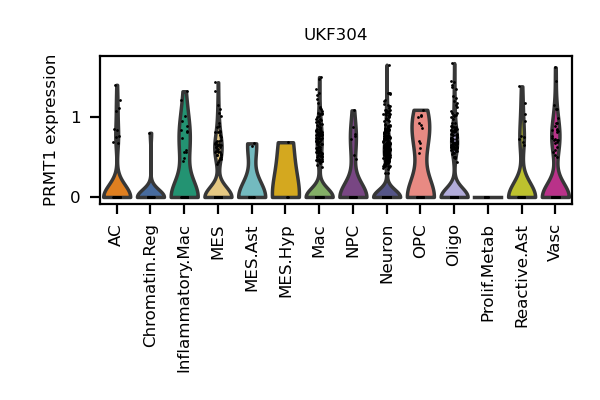 UKF304
PRMT1 expression
1
0
AC
Chromatin.Reg
Inflammatory.Mac
MES
MES.Ast
MES.Hyp
Mac
NPC
Neuron
OPC
Oligo
Prolif.Metab
Reactive.Ast
Vasc